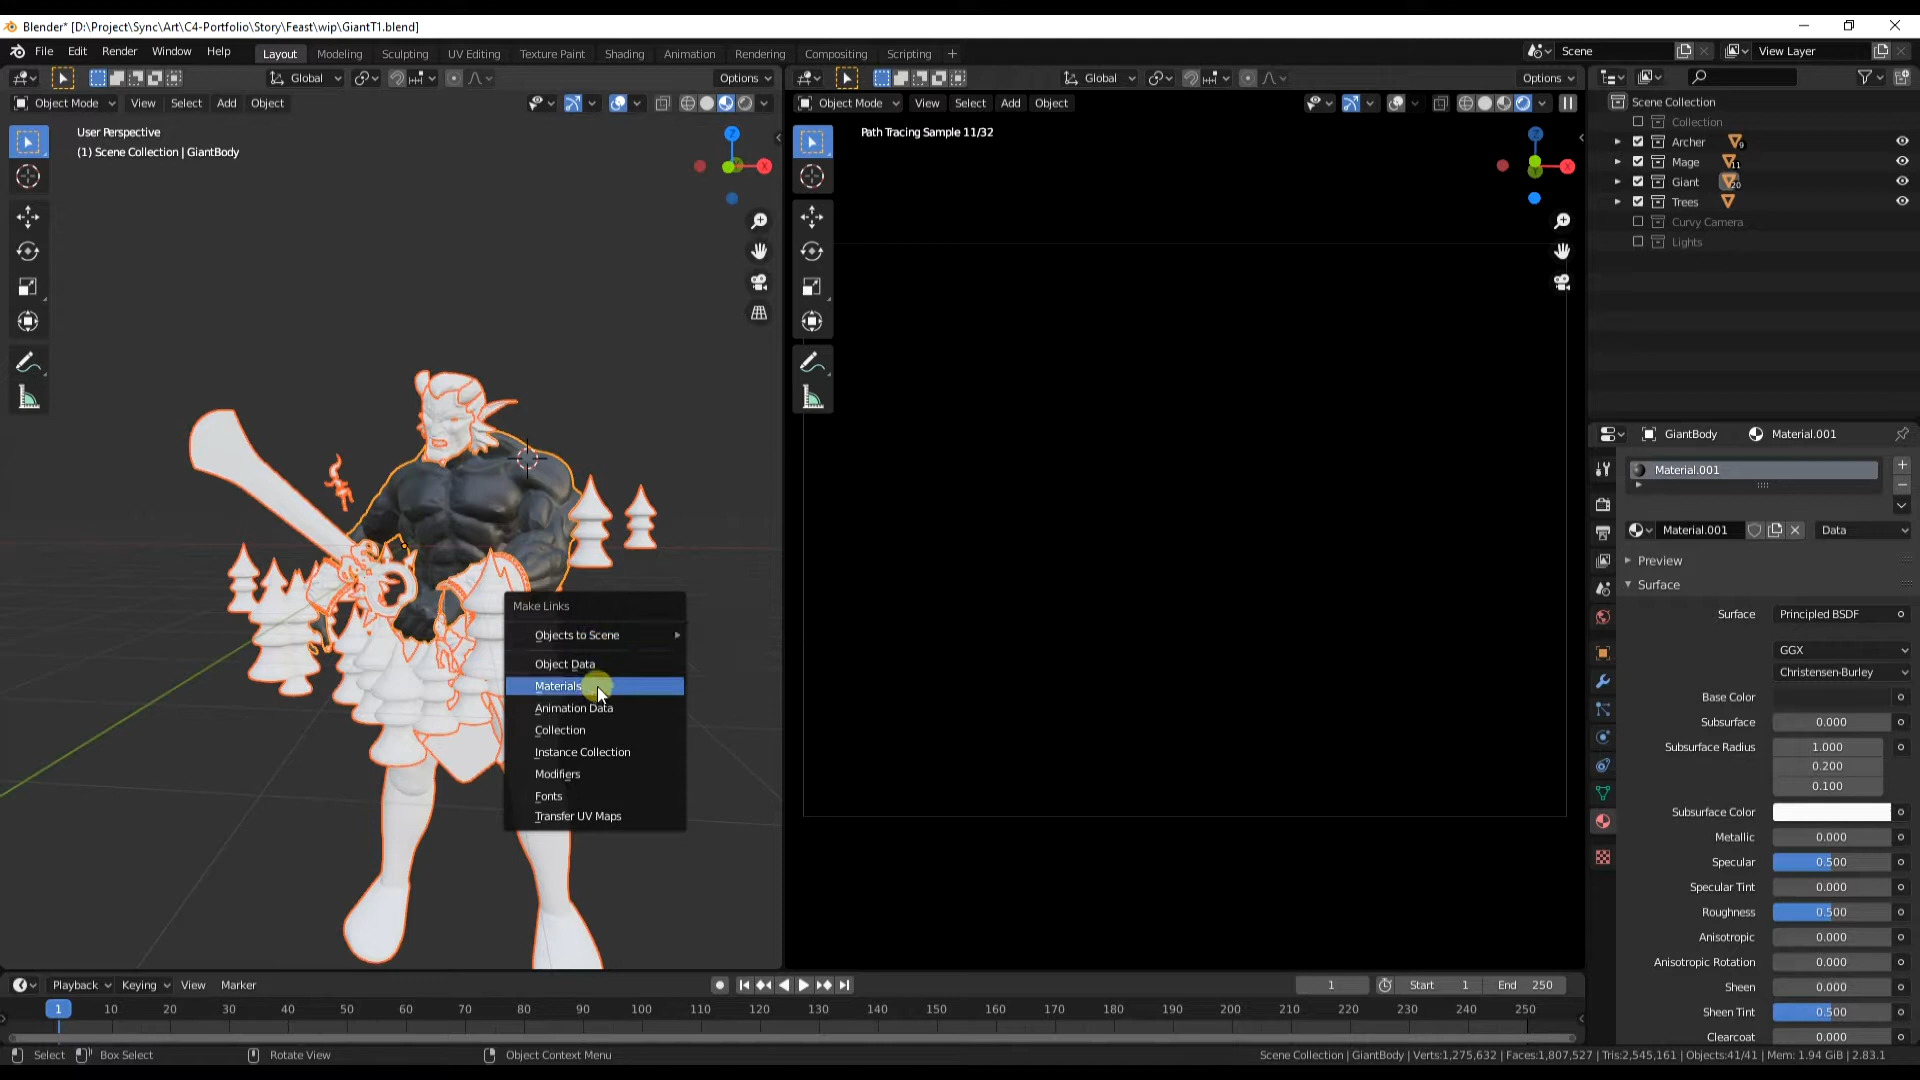 Blender* [D:\Project\Sync\Art\C4-Portfolio\Story\Feast\wip\GiantT1.blend]
File Edit Render Window Help Layout Modeling Sculpting UV Editing Texture Paint Shading Animation Rendering Compositing Scripting + Scene View Layer
Global Options Global Options
Object Mode View Select Add Object Object Mode View Select Add Object
Scene Collection
Collection
Archer 9
Mage 11
Giant 20
Trees
Curvy Camera
Lights
User Perspective
(1) Scene Collection | GiantBody
Z
X
Path Tracing Sample 11/32
Z
X
Y
Make Links
Objects to Scene
Object Data
Materials
Animation Data
Collection
Instance Collection
Modifiers
Fonts
Transfer UV Maps
GiantBody Material.001
Material.001
Material.001 Data
Preview
Surface
Surface Principled BSDF
GGX
Christensen-Burley
Base Color
Subsurface 0.000
Subsurface Radius 1.000
0.200
0.100
Subsurface Color
Metallic 0.000
Specular 0.500
Specular Tint 0.000
Roughness 0.500
Anisotropic 0.000
Anisotropic Rotation 0.000
Sheen 0.000
Sheen Tint 0.500
Clearcoat 0.000
Playback Keying View Marker 1 Start 1 End 250
1 10 20 30 40 50 60 70 80 90 100 110 120 130 140 150 160 170 180 190 200 210 220 230 240 250
Select Box Select Rotate View Object Context Menu Scene Collection | GiantBody | Verts:1,275,632 | Faces:1,807,527 | Tris:2,545,161 | Objects:41/41 | Mem: 1.94 GiB | 2.83.1